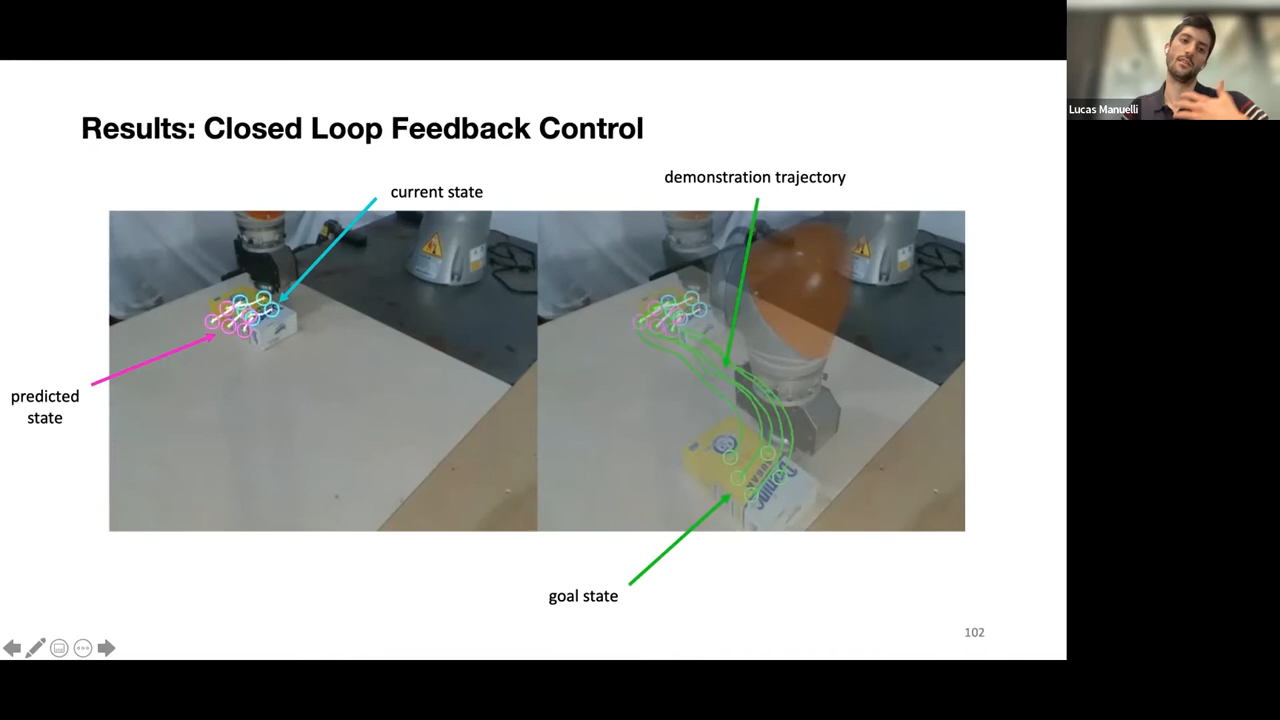 Results: Closed Loop Feedback Control
Lucas Manuelli
demonstration trajectory
current state
predicted
state
goal state
102